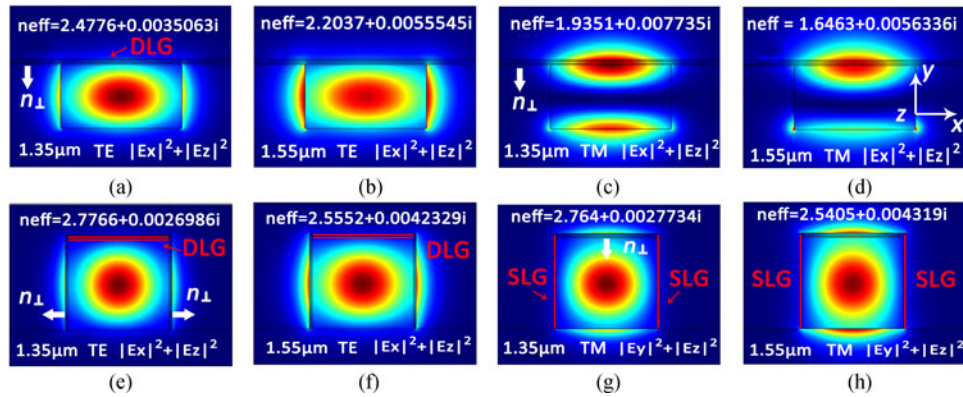 neff=2.4776+0.0035063i
DLG
n⊥
1.35µm TE |Ex|²+|Ez|²
(a)
neff=2.2037+0.0055545i
1.55µm TE |Ex|²+|Ez|²
(b)
neff=1.9351+0.007735i
n⊥
1.35µm TM |Ex|²+|Ez|²
(c)
neff = 1.6463+0.0056336i
y
z
x
1.55µm TM |Ex|²+|Ez|²
(d)
neff=2.7766+0.0026986i
DLG
n⊥
n⊥
1.35µm TE |Ex|²+|Ez|²
(e)
neff=2.5552+0.0042329i
DLG
1.55µm TE |Ex|²+|Ez|²
(f)
neff=2.764+0.0027734i
n⊥
SLG
SLG
1.35µm TM |Ey|²+|Ez|²
(g)
neff=2.5405+0.004319i
SLG
SLG
1.55µm TM |Ey|²+|Ez|²
(h)